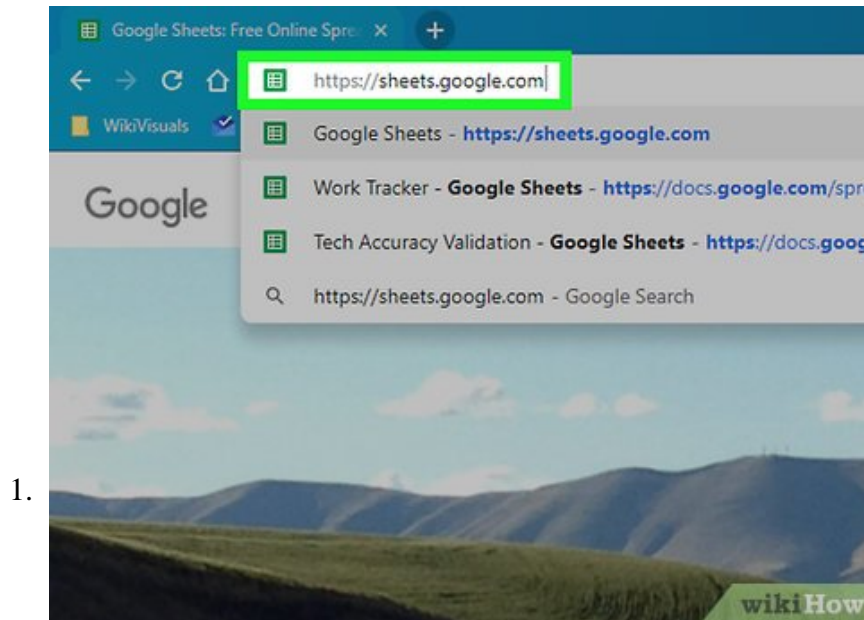 Google Sheets: Free Online Spre
https://sheets.google.com
WikiVisuals
Google Sheets - https://sheets.google.com
Google
Work Tracker - Google Sheets - https://docs.google.com/spr
Tech Accuracy Validation - Google Sheets - https://docs.goog
https://sheets.google.com - Google Search
1.
wikiHow